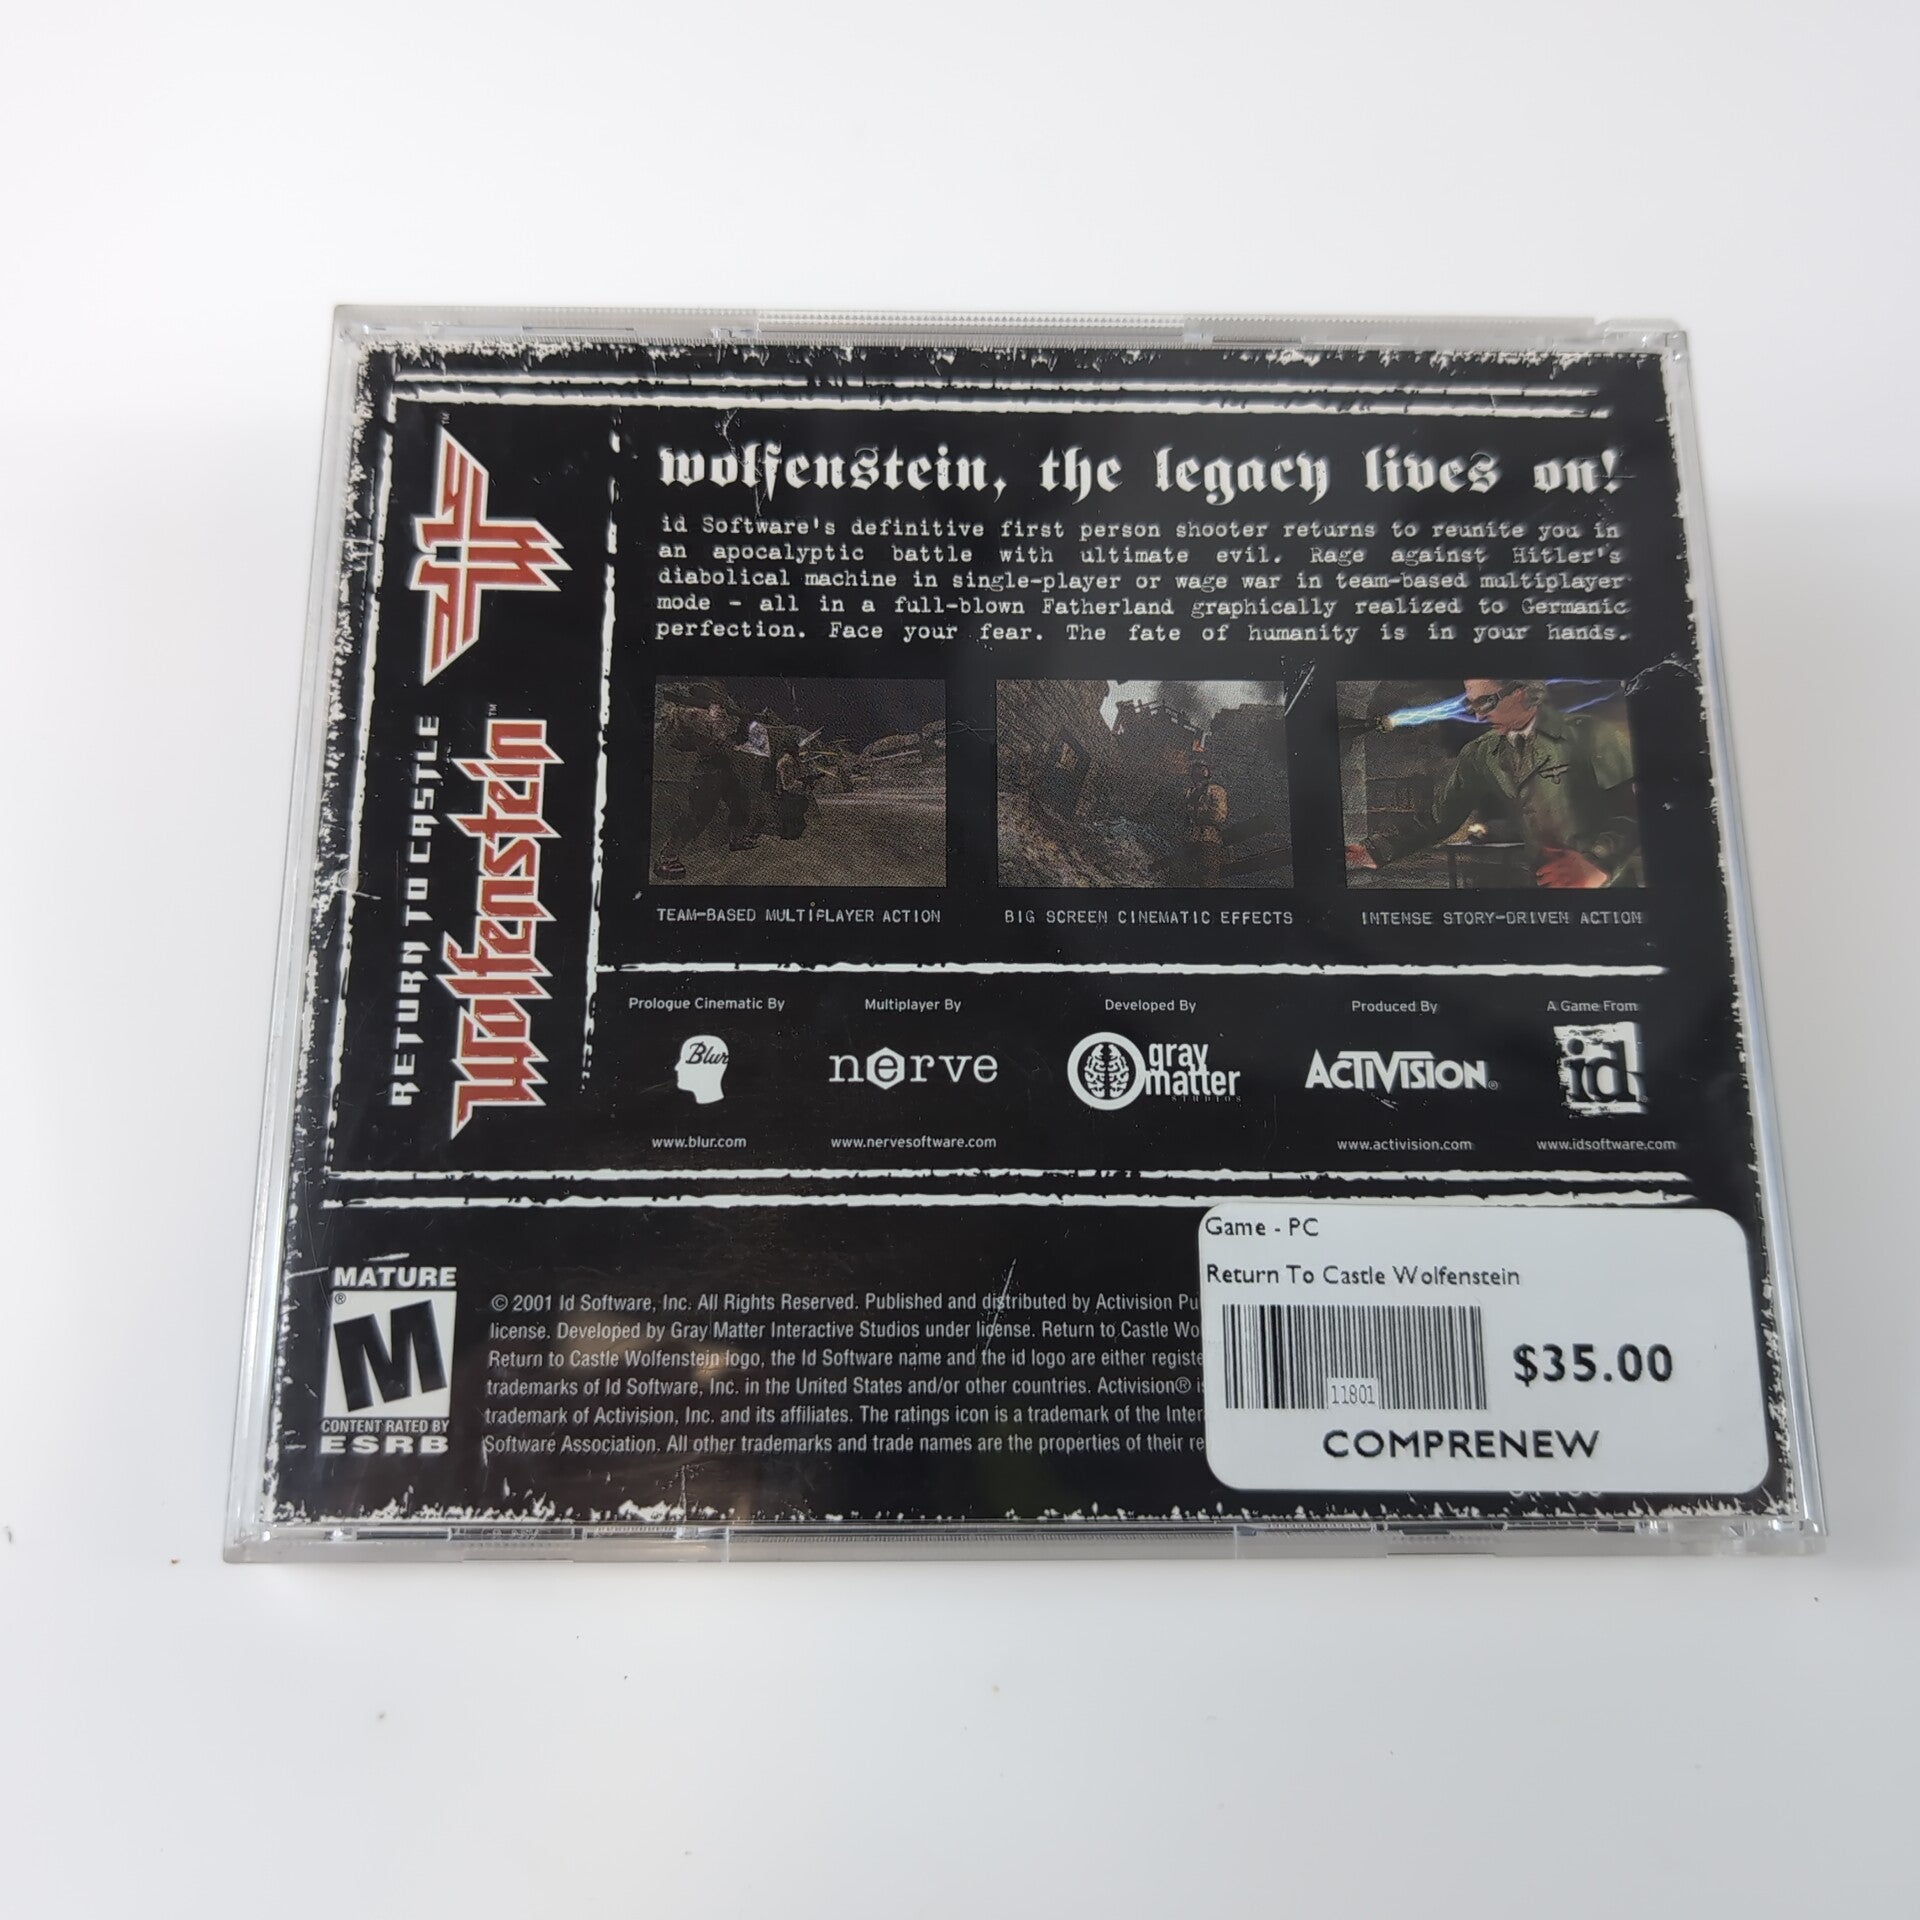 wolfenstein, the legacy lives on!
id Software's definitive first person shooter returns to reunite you in
an apocalyptic battle with ultimate evil. Rage against Hitler's
diabolical machine in single-player or wage war in team-based multiplayer
mode - all in a full-blown Fatherland graphically realized to Germanic
perfection. Face your fear. The fate of humanity is in your hands.
TM
RETURN TO CASTLE
Wolfenstein
TM
TEAM-BASED MULTIPLAYER ACTION
BIG SCREEN CINEMATIC EFFECTS
INTENSE STORY-DRIVEN ACTION
Prologue Cinematic By
Multiplayer By
Developed By
Produced By
A Game From
Blur
nerve
gray
matter
STUDIOS
ACTIVISION®
id
www.blur.com
www.nervesoftware.com
www.activision.com
www.idsoftware.com
MATURE
®
M
CONTENT RATED BY
ESRB
© 2001 Id Software, Inc. All Rights Reserved. Published and distributed by Activision Pu
license. Developed by Gray Matter Interactive Studios under license. Return to Castle Wo
Return to Castle Wolfenstein logo, the Id Software name and the id logo are either registe
trademarks of Id Software, Inc. in the United States and/or other countries. Activision® is
trademark of Activision, Inc. and its affiliates. The ratings icon is a trademark of the Inter
Software Association. All other trademarks and trade names are the properties of their re
Game - PC
Return To Castle Wolfenstein
11801
$35.00
COMPRENEW